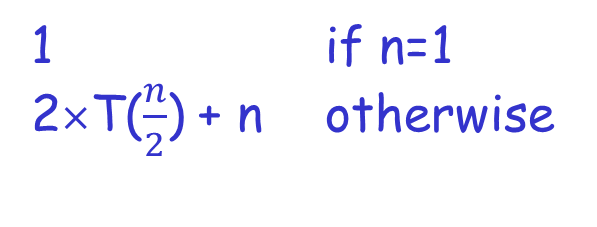 1 if n=1
2×T(n/2) + n otherwise